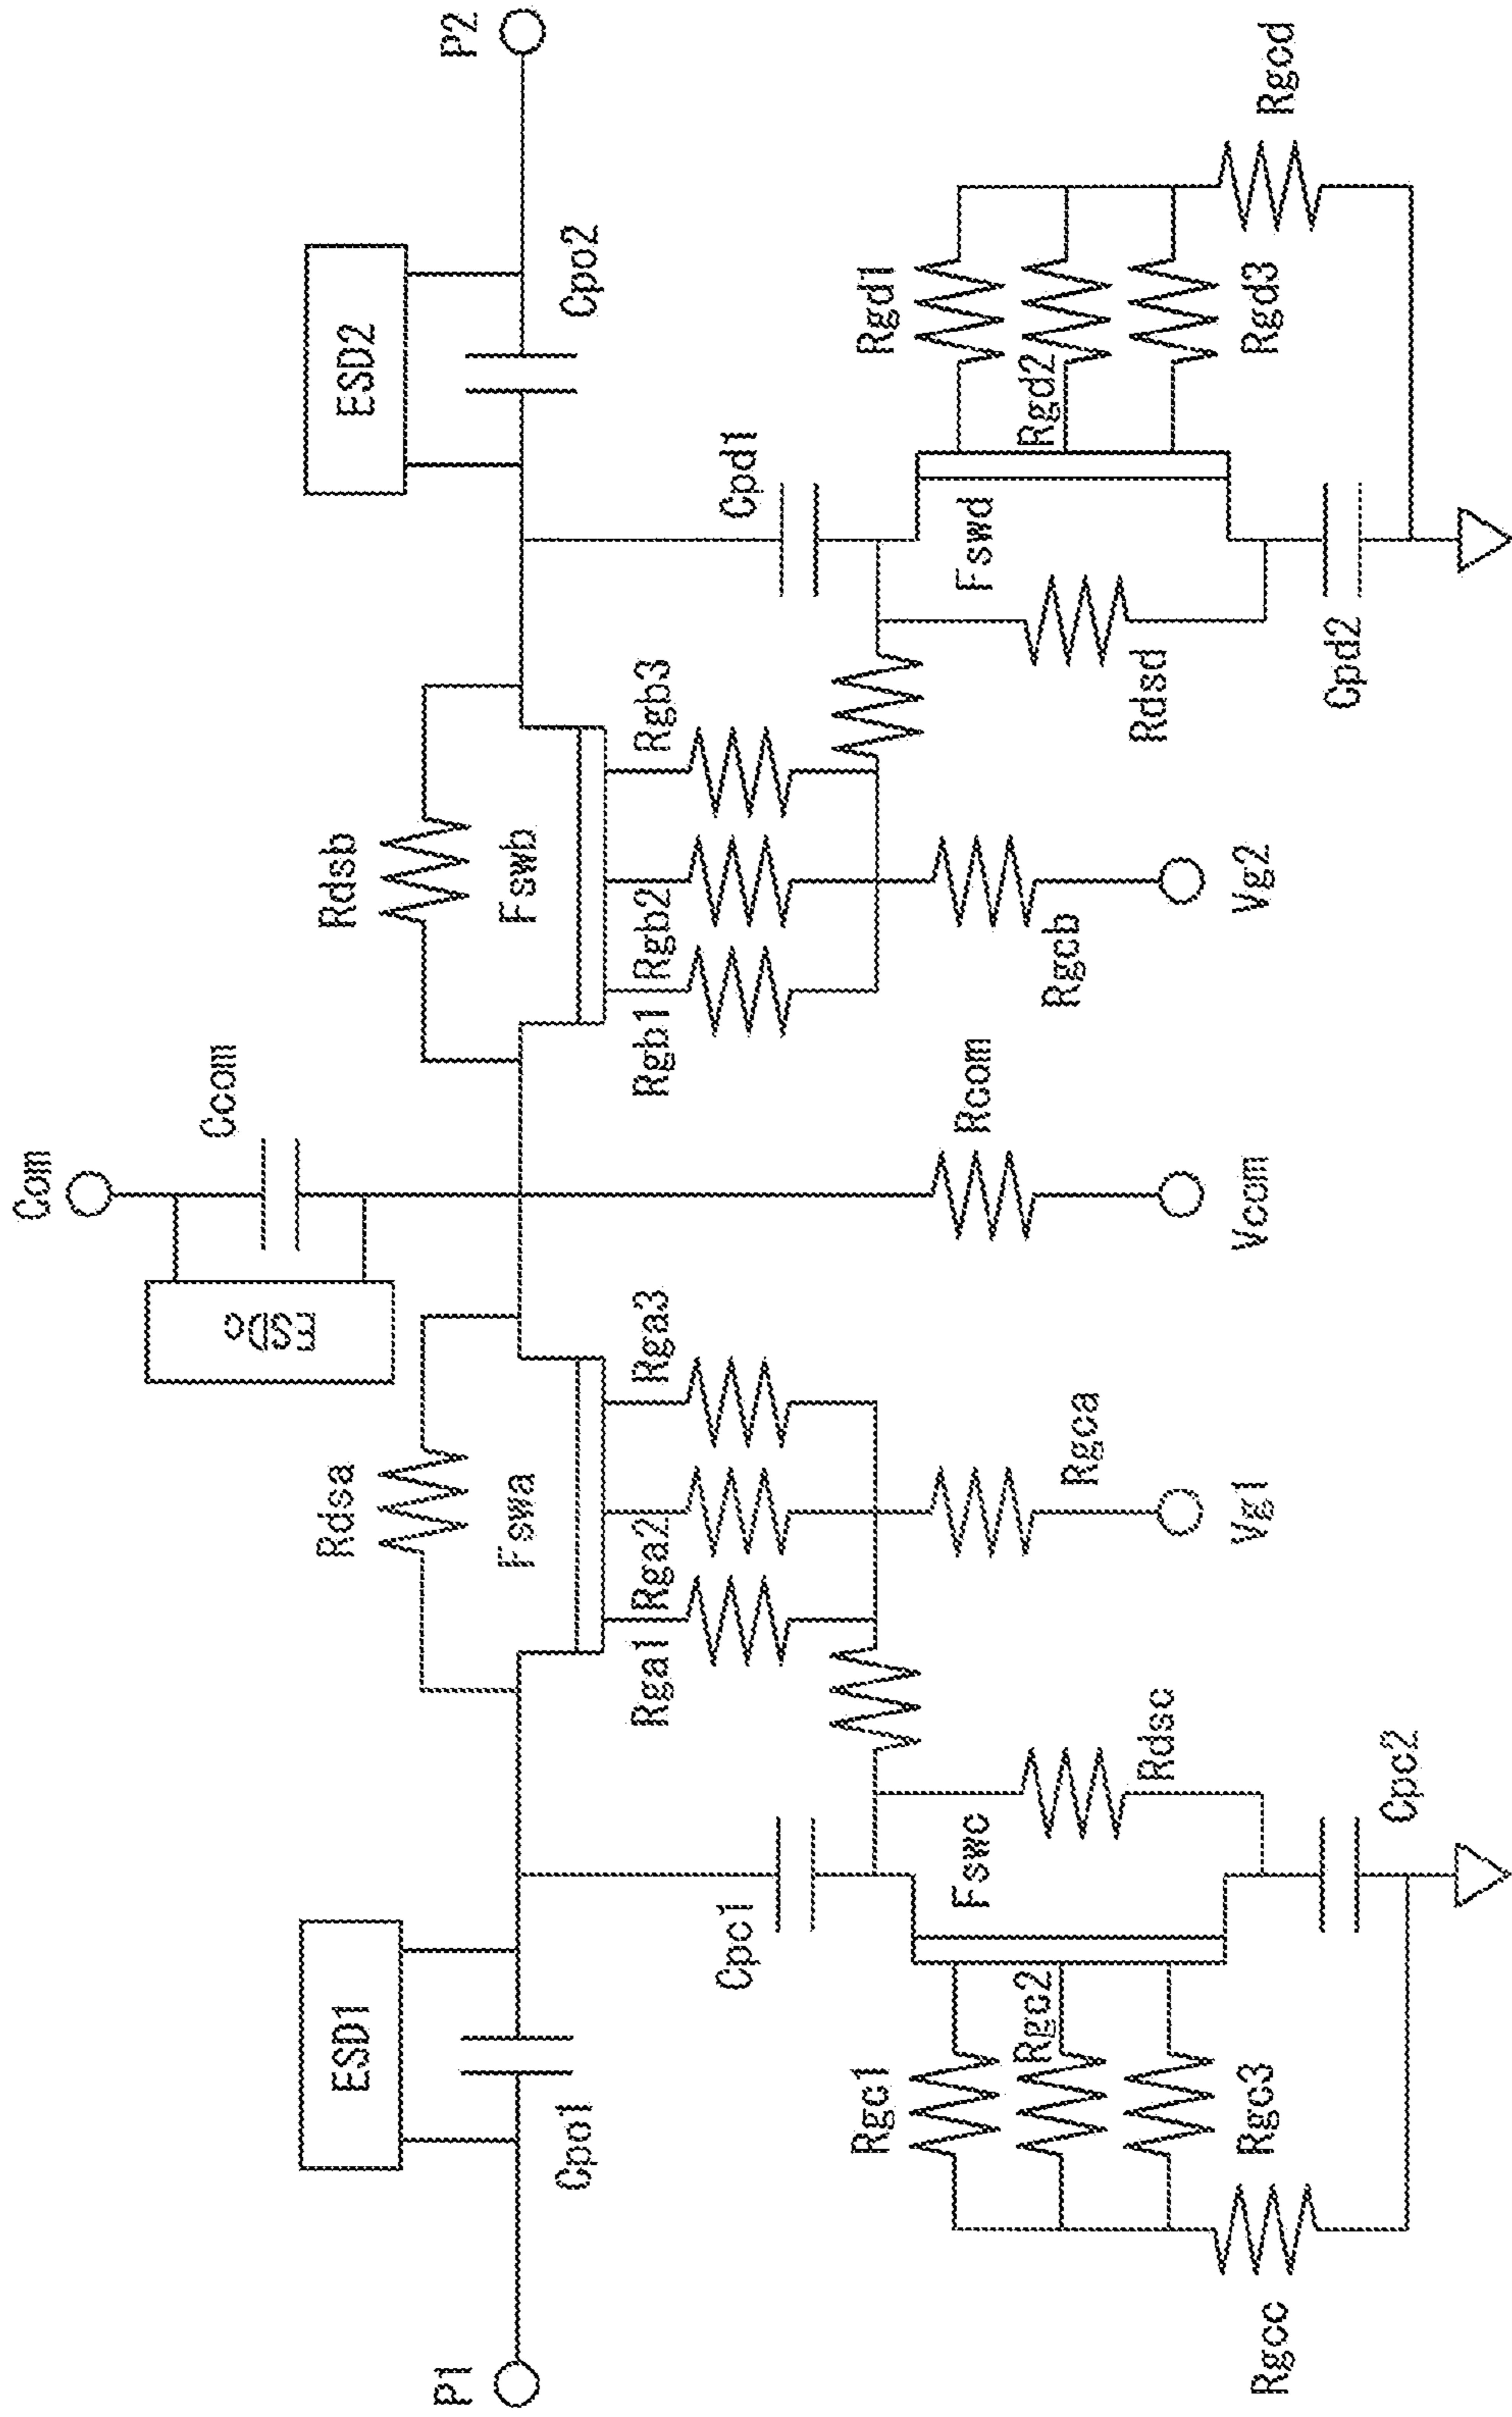 Com
Ccom
ESDc
ESD1
ESD2
P1
P2
Cpo1
Cpo2
Rdsa
Rdsb
Fswa
Fswb
Rga1
Rga2
Rga3
Rgb1
Rgb2
Rgb3
Cpc1
Cpd1
Rgca
Rcom
Rgcb
Rgc1
Rgc2
Rgc3
Fswc
Rdsc
Fswd
Rdsd
Rgd1
Rgd2
Rgd3
Vg1
Vcom
Vg2
Rgcc
Cpc2
Cpd2
Rgcd